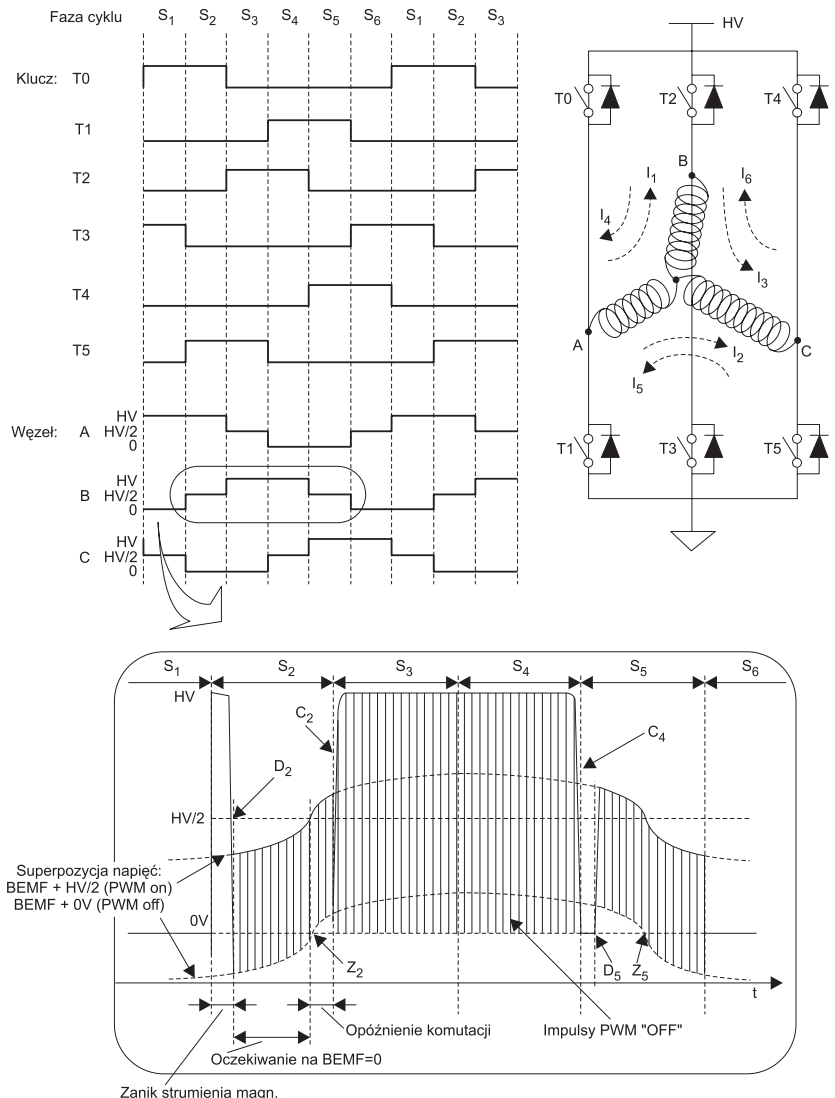 Faza cyklu S1 S2 S3 S4 S5 S6 S1 S2 S3
Klucz: T0
T1
T2
T3
T4
T5
Węzeł: A HV HV/2 0
B HV HV/2 0
C HV HV/2 0
HV
T0 T2 T4
B
I1 I6
I4
I3
A
I2
C
I5
T1 T3 T5
S1 S2 S3 S4 S5 S6
HV
C2
C4
D2
HV/2
Superpozycja napięć:
BEMF + HV/2 (PWM on)
BEMF + 0V (PWM off)
0V
Z2
D5 Z5
t
Opóźnienie komutacji
Impulsy PWM "OFF"
Oczekiwanie na BEMF=0
Zanik strumienia magn.